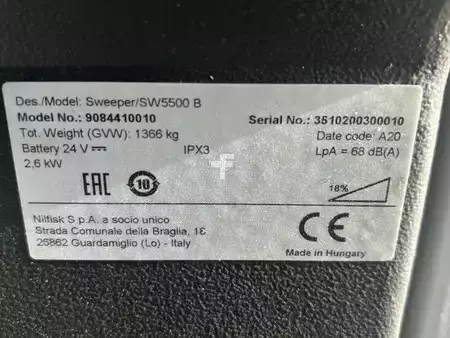 Des./Model: Sweeper/SW5500 B
Model No.: 9084410010 Serial No.: 3510200300010
Tot. Weight (GVW): 1366 kg Date code: A20
Battery 24 V IPX3 LpA = 68 dB(A)
2,6 kW
EAC 10 18%
Nilfisk S.p.A. a socio unico
Strada Comunale della Braglia, 18
26862 Guardamiglio (Lo) - Italy
CE
Made in Hungary